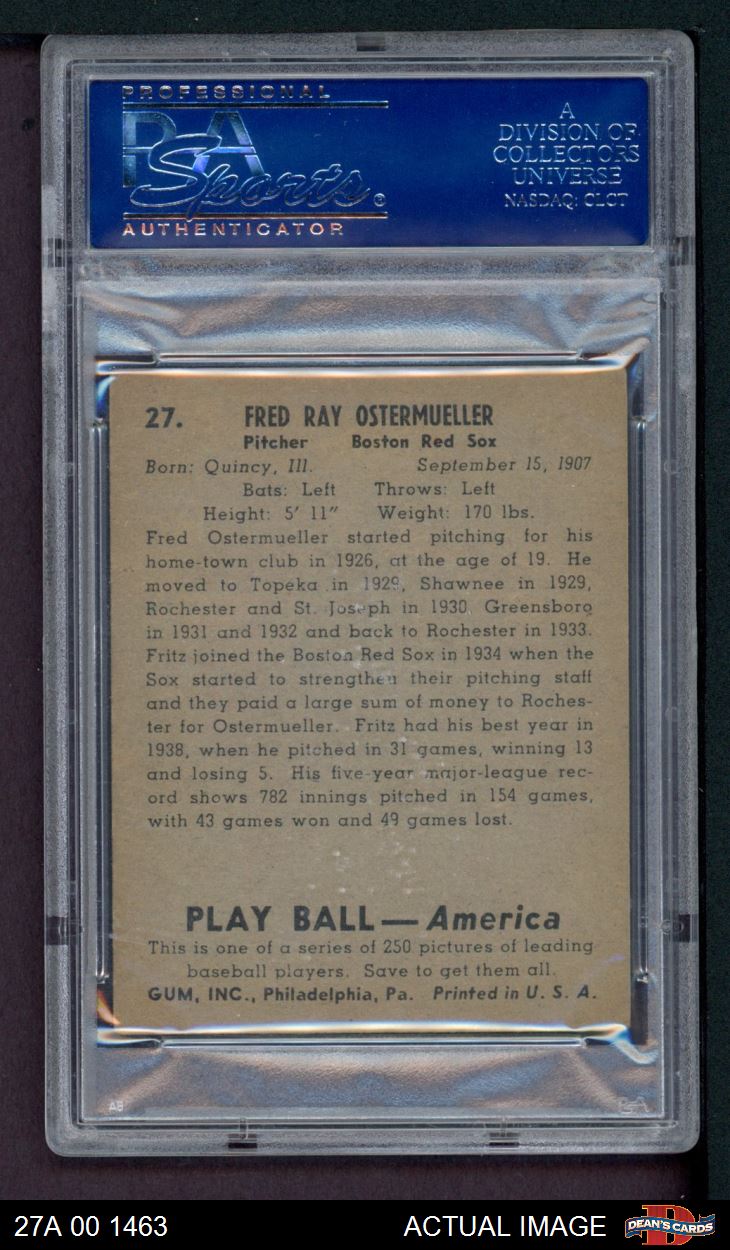 PROFESSIONAL
PSA
Sports®
AUTHENTICATOR
A
DIVISION OF
COLLECTORS
UNIVERSE
NASDAQ: CLCT
27. FRED RAY OSTERMUELLER
Pitcher Boston Red Sox
Born: Quincy, Ill. September 15, 1907
Bats: Left Throws: Left
Height: 5' 11" Weight: 170 lbs.
Fred Ostermueller started pitching for his
home-town club in 1926, at the age of 19. He
moved to Topeka in 1929, Shawnee in 1929,
Rochester and St. Joseph in 1930, Greensboro
in 1931 and 1932 and back to Rochester in 1933.
Fritz joined the Boston Red Sox in 1934 when the
Sox started to strengthen their pitching staff
and they paid a large sum of money to Roches-
ter for Ostermueller. Fritz had his best year in
1938, when he pitched in 31 games, winning 13
and losing 5. His five-year major-league rec-
ord shows 782 innings pitched in 154 games,
with 43 games won and 49 games lost.
PLAY BALL—America
This is one of a series of 250 pictures of leading
baseball players. Save to get them all.
GUM, INC., Philadelphia, Pa. Printed in U. S. A.
AB
PSA
27A 00 1463 ACTUAL IMAGE DEAN'S CARDS